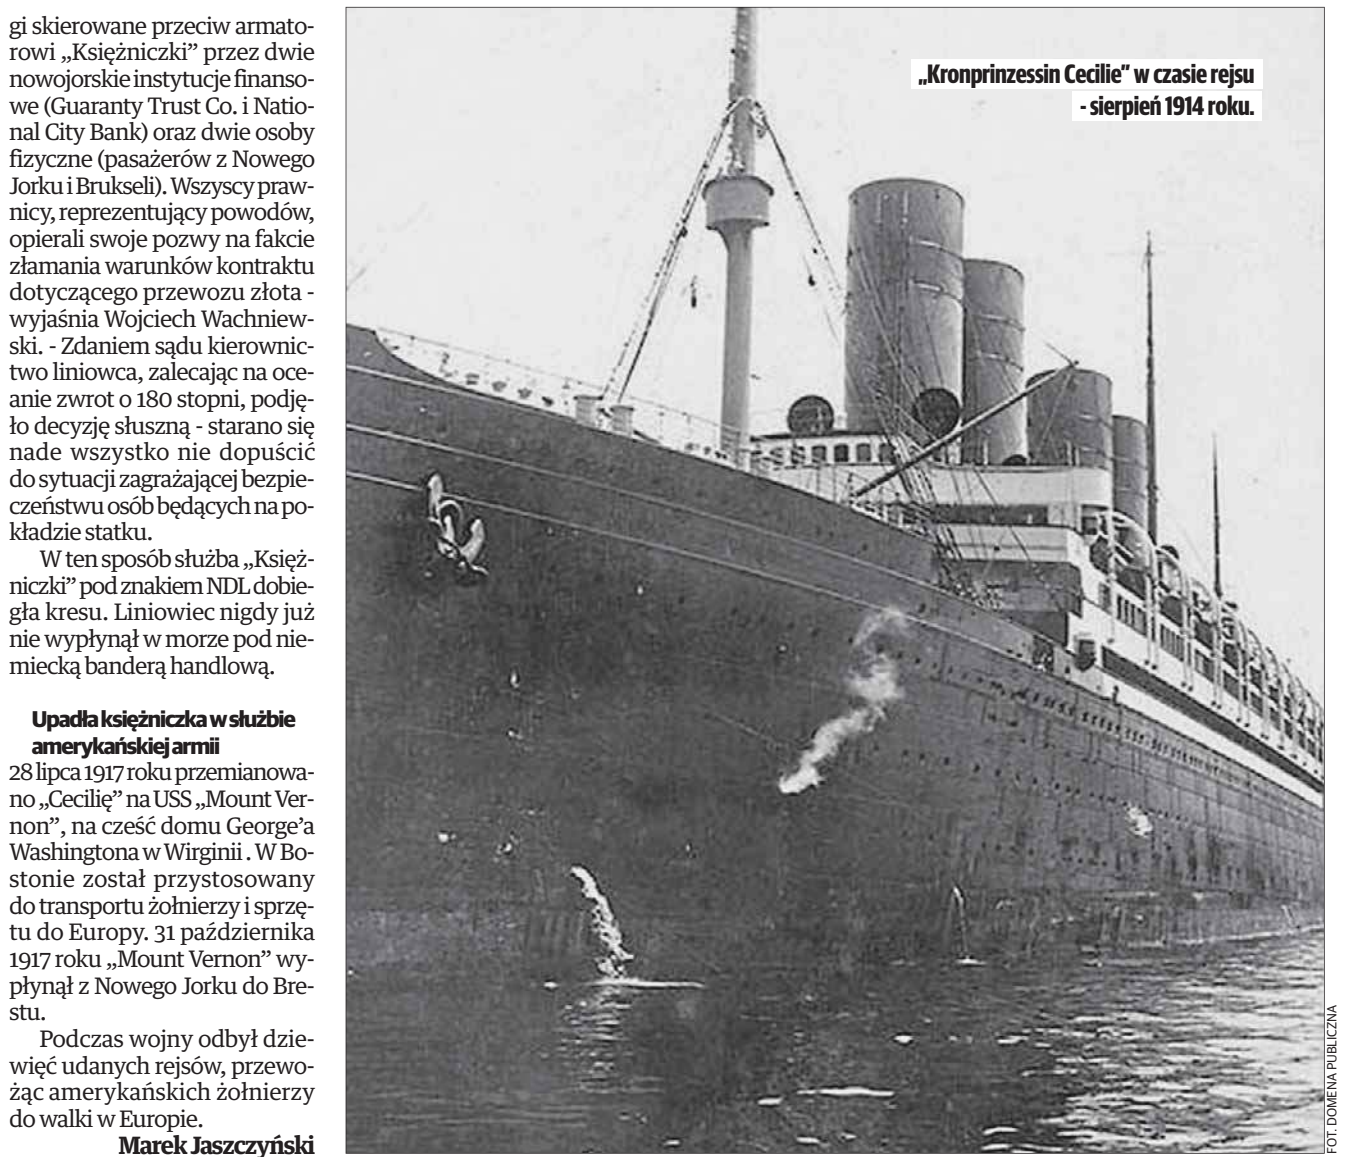 gi skierowane przeciw armato-
rowi „Księżniczki” przez dwie
nowojorskie instytucje finanso-
we (Guaranty Trust Co. i Natio-
nal City Bank) oraz dwie osoby
fizyczne (pasażerów z Nowego
Jorku i Brukseli). Wszyscy praw-
nicy, reprezentujący powodów,
opierali swoje pozwy na fakcie
złamania warunków kontraktu
dotyczącego przewozu złota -
wyjaśnia Wojciech Wachniew-
ski. - Zdaniem sądu kierownic-
two liniowca, zalecając na oce-
anie zwrot o 180 stopni, podję-
ło decyzję słuszną - starano się
nade wszystko nie dopuścić
do sytuacji zagrażającej bezpie-
czeństwu osób będących na po-
kładzie statku.
W ten sposób służba „Księż-
niczki” pod znakiem NDL dobie-
gła kresu. Liniowiec nigdy już
nie wypłynął w morze pod nie-
miecką banderą handlową.
Upadła księżniczka w służbie
amerykańskiej armii
28 lipca 1917 roku przemianowa-
no „Cecilię” na USS „Mount Ver-
non”, na cześć domu George’a
Washingtona w Wirginii . W Bo-
stonie został przystosowany
do transportu żołnierzy i sprzę-
tu do Europy. 31 października
1917 roku „Mount Vernon” wy-
płynął z Nowego Jorku do Bre-
stu.
Podczas wojny odbył dzie-
więć udanych rejsów, przewo-
żąc amerykańskich żołnierzy
do walki w Europie.
Marek Jaszczyński
„Kronprinzessin Cecilie” w czasie rejsu
- sierpień 1914 roku.
FOT. DOMENA PUBLICZNA